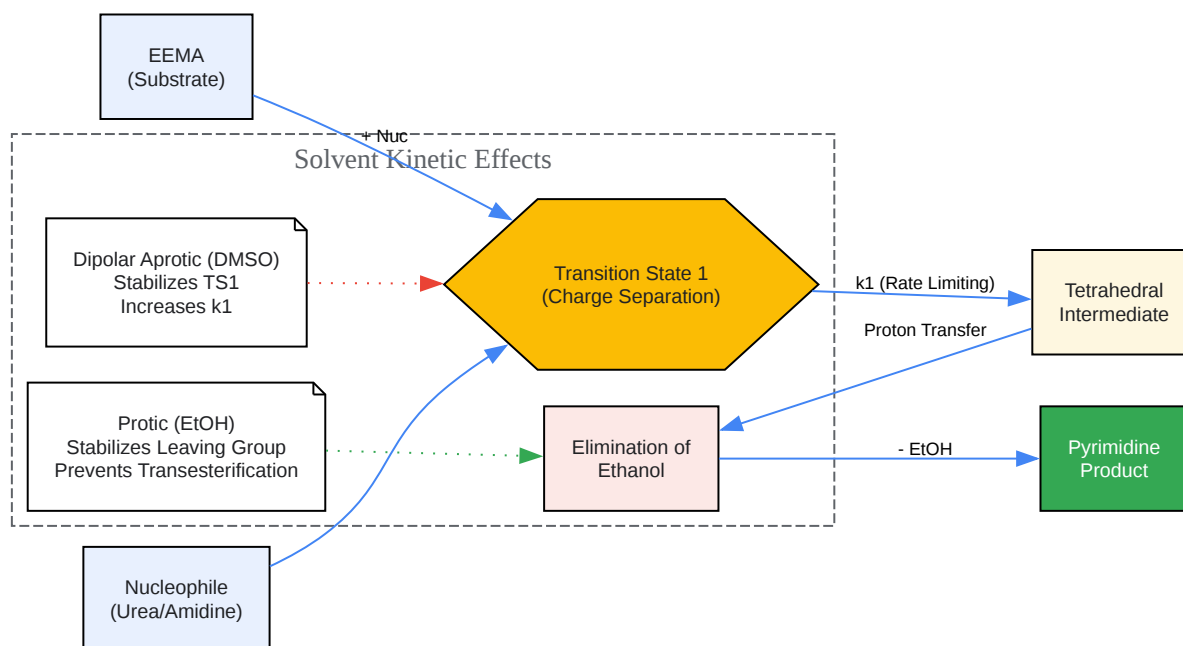 EEMA
(Substrate)
+ Nuc
Solvent Kinetic Effects
Dipolar Aprotic (DMSO)
Stabilizes TS1
Increases k1
Transition State 1
(Charge Separation)
k1 (Rate Limiting)
Tetrahedral
Intermediate
Proton Transfer
Protic (EtOH)
Stabilizes Leaving Group
Prevents Transesterification
Elimination of
Ethanol
- EtOH
Pyrimidine
Product
Nucleophile
(Urea/Amidine)